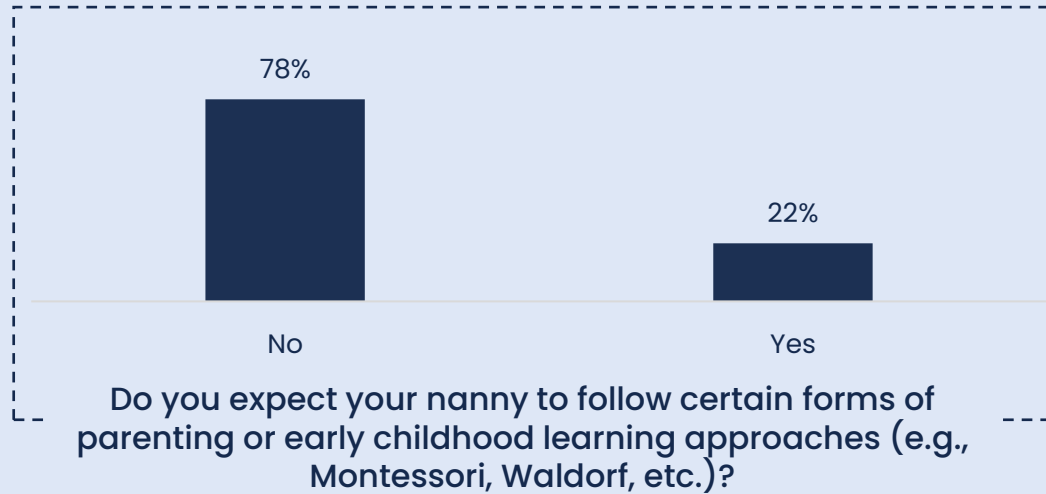 78%
22%
No
Yes
Do you expect your nanny to follow certain forms of
parenting or early childhood learning approaches (e.g.,
Montessori, Waldorf, etc.)?